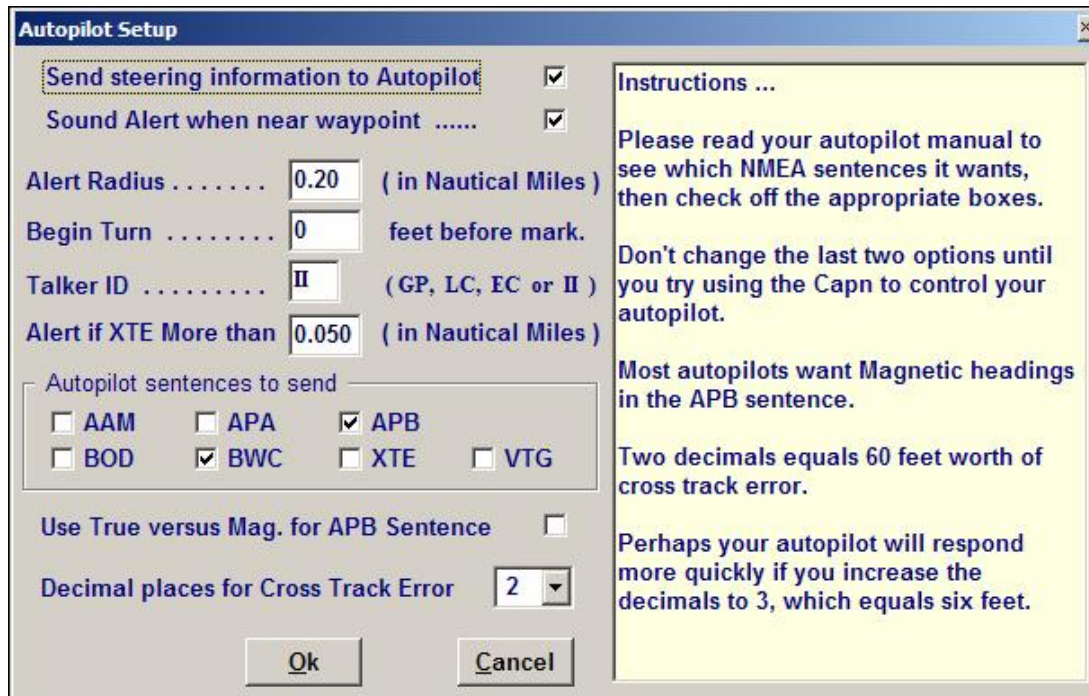 Autopilot Setup
Send steering information to Autopilot
Sound Alert when near waypoint ......
Alert Radius . . . . . . . 0.20 ( in Nautical Miles )
Begin Turn . . . . . . . . 0 feet before mark.
Talker ID . . . . . . . . . II ( GP, LC, EC or II )
Alert if XTE More than 0.050 ( in Nautical Miles )
Autopilot sentences to send
AAM APA APB
BOD BWC XTE VTG
Use True versus Mag. for APB Sentence
Decimal places for Cross Track Error 2
Ok Cancel
Instructions ...
Please read your autopilot manual to
see which NMEA sentences it wants,
then check off the appropriate boxes.
Don't change the last two options until
you try using the Capn to control your
autopilot.
Most autopilots want Magnetic headings
in the APB sentence.
Two decimals equals 60 feet worth of
cross track error.
Perhaps your autopilot will respond
more quickly if you increase the
decimals to 3, which equals six feet.